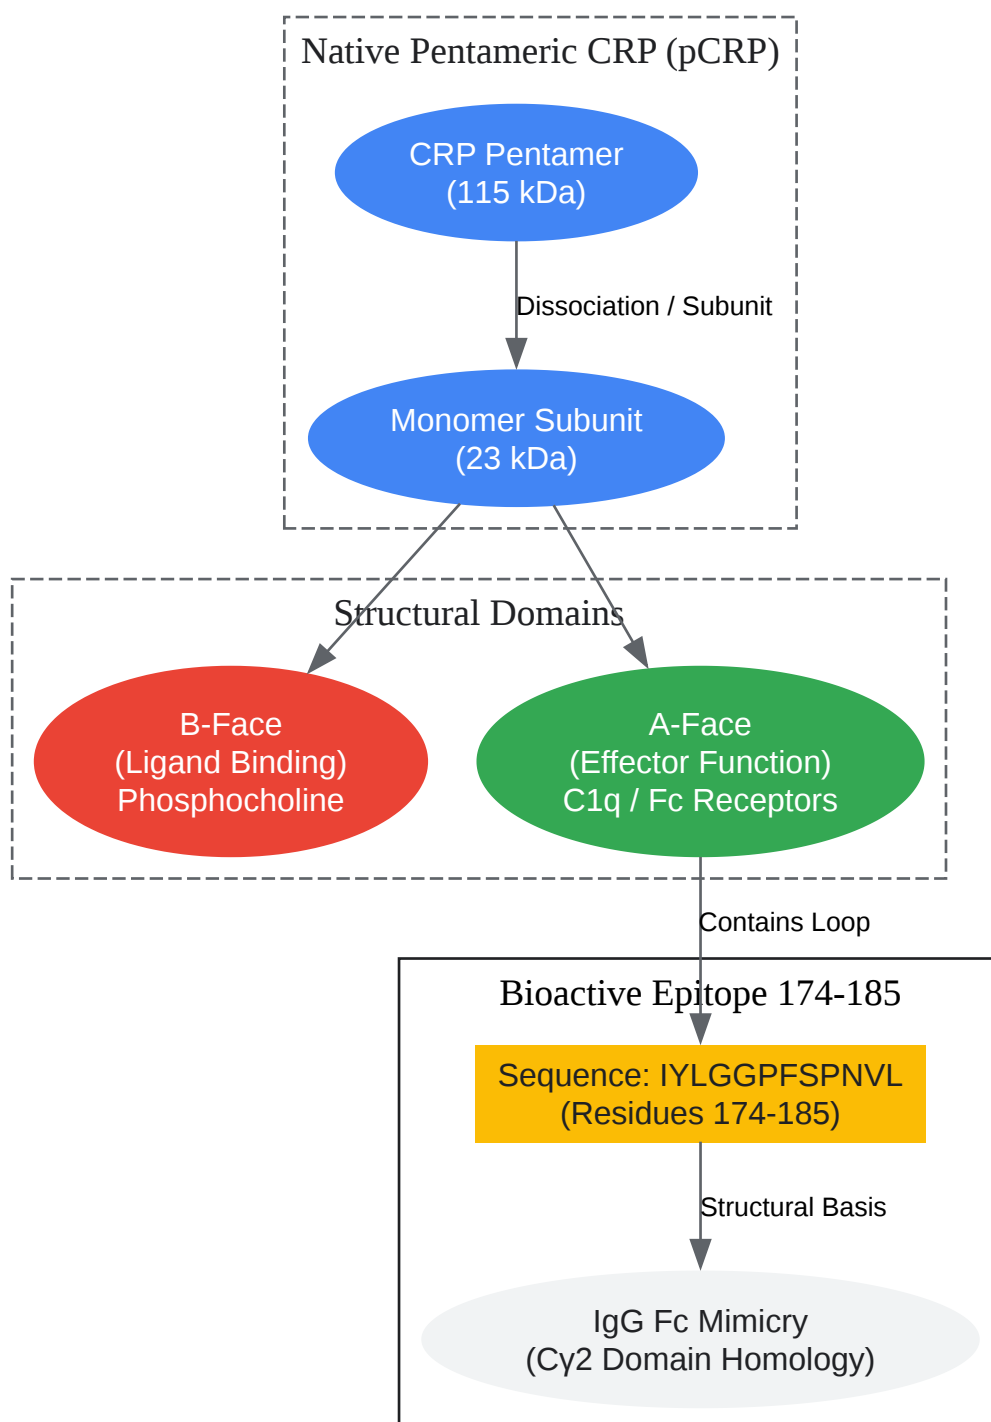 Native Pentameric CRP (pCRP)
CRP Pentamer
(115 kDa)
Dissociation / Subunit
Monomer Subunit
(23 kDa)
Structural Domains
B-Face
(Ligand Binding)
Phosphocholine
A-Face
(Effector Function)
C1q / Fc Receptors
Contains Loop
Bioactive Epitope 174-185
Sequence: IYLGGPFSPNVL
(Residues 174-185)
Structural Basis
IgG Fc Mimicry
(Cγ2 Domain Homology)